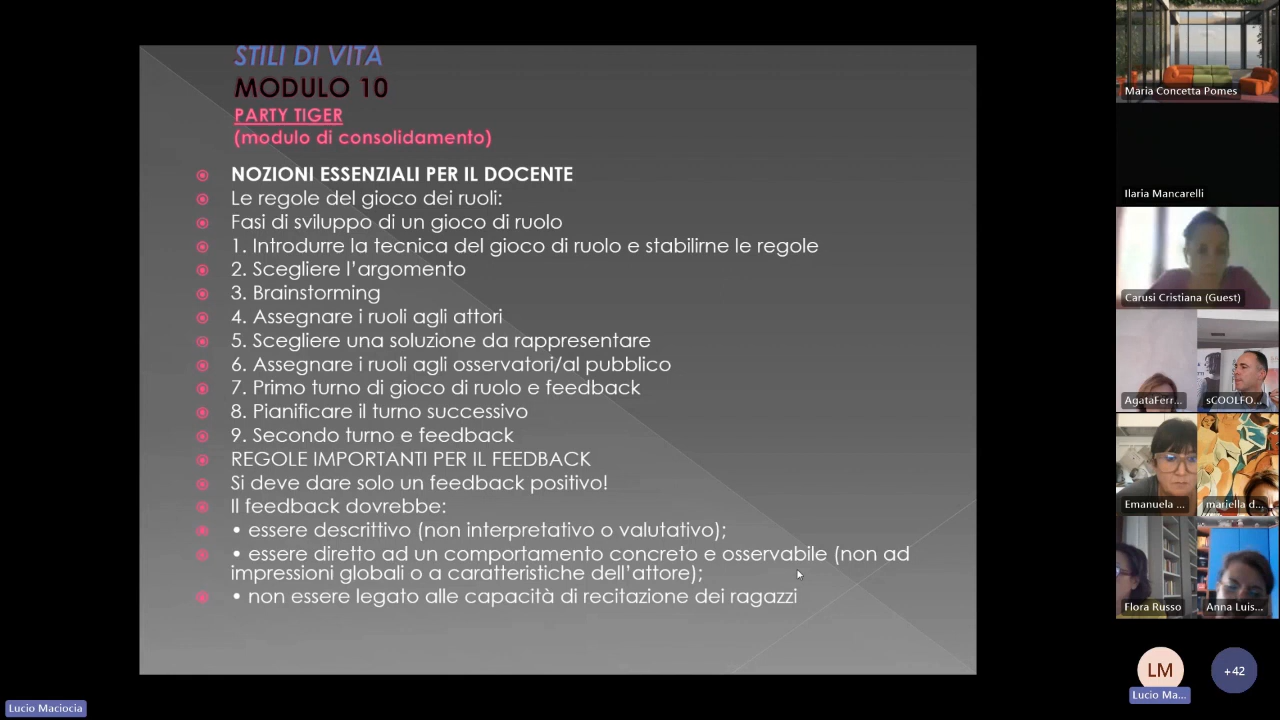 STILI DI VITA
MODULO 10
PARTY TIGER
(modulo di consolidamento)
NOZIONI ESSENZIALI PER IL DOCENTE
Le regole del gioco dei ruoli:
Fasi di sviluppo di un gioco di ruolo
1. Introdurre la tecnica del gioco di ruolo e stabilirne le regole
2. Scegliere l'argomento
3. Brainstorming
4. Assegnare i ruoli agli attori
5. Scegliere una soluzione da rappresentare
6. Assegnare i ruoli agli osservatori/al pubblico
7. Primo turno di gioco di ruolo e feedback
8. Pianificare il turno successivo
9. Secondo turno e feedback
REGOLE IMPORTANTI PER IL FEEDBACK
Si deve dare solo un feedback positivo!
Il feedback dovrebbe:
• essere descrittivo (non interpretativo o valutativo);
• essere diretto ad un comportamento concreto e osservabile (non ad
impressioni globali o a caratteristiche dell'attore);
• non essere legato alle capacità di recitazione dei ragazzi
Lucio Maciocia
Maria Concetta Pomes
Ilaria Mancarelli
Carusi Cristiana (Guest)
AgataFerr...
sCOOLFO...
Emanuela ...
mariella d...
Flora Russo
Anna Luis...
LM
Lucio Ma...
+42